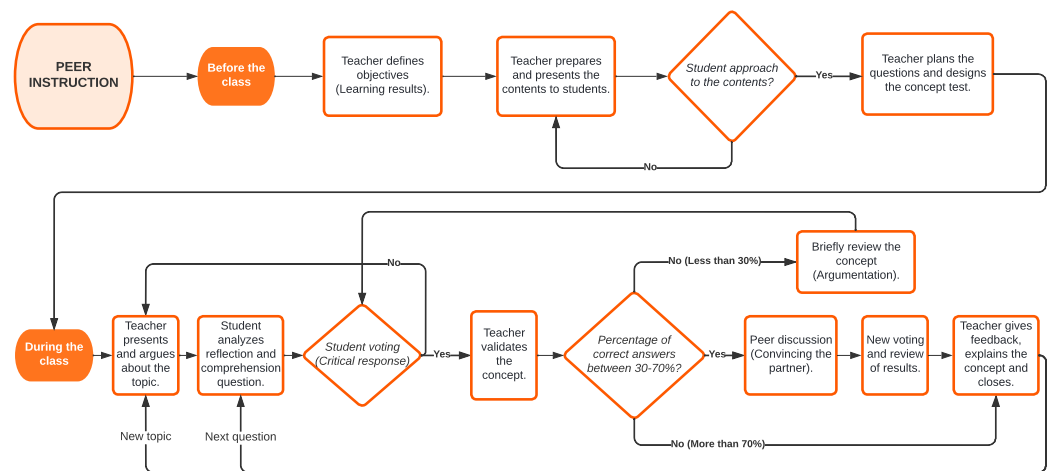 PEER
INSTRUCTION
Before the
class
Teacher defines
objectives
(Learning results).
Teacher prepares
and presents the
contents to students.
Student approach
to the contents?
Yes
Teacher plans the
questions and designs
the concept test.
No
Briefly review the
concept
(Argumentation).
No (Less than 30%)
No
During the
class
Teacher
presents
and argues
about the
topic.
Student
analyzes
reflection and
comprehension
question.
Student voting
(Critical response)
Yes
Teacher
validates
the
concept.
Percentage of
correct answers
between 30-70%?
Yes
Peer discussion
(Convincing the
partner).
New voting
and review
of results.
Teacher gives
feedback,
explains the
concept and
closes.
New topic
Next question
No (More than 70%)